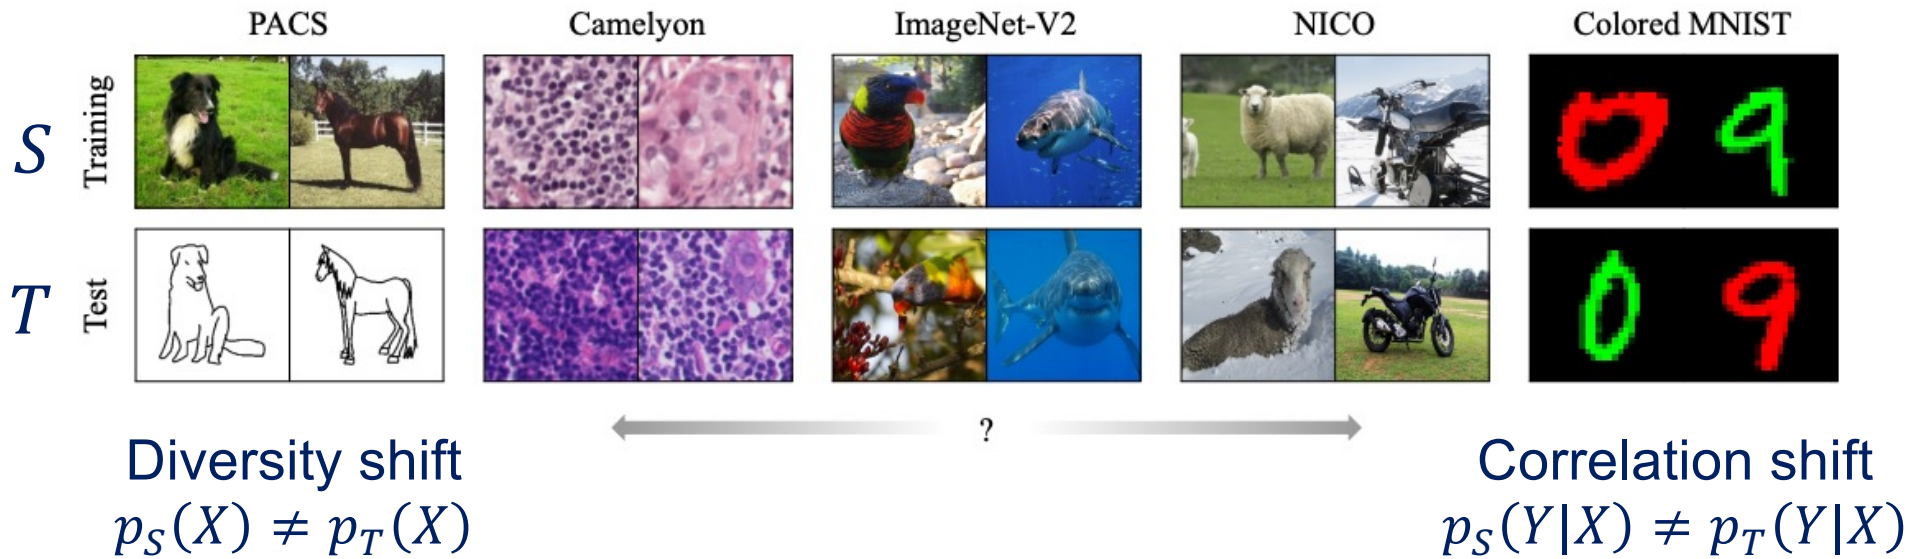 PACS Camelyon ImageNet-V2 NICO Colored MNIST
S Training
T Test
?
Diversity shift Correlation shift
p_S(X) ≠ p_T(X) p_S(Y|X) ≠ p_T(Y|X)